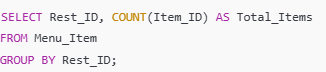 SELECT Rest_ID, COUNT(Item_ID) AS Total_Items
FROM Menu_Item
GROUP BY Rest_ID;